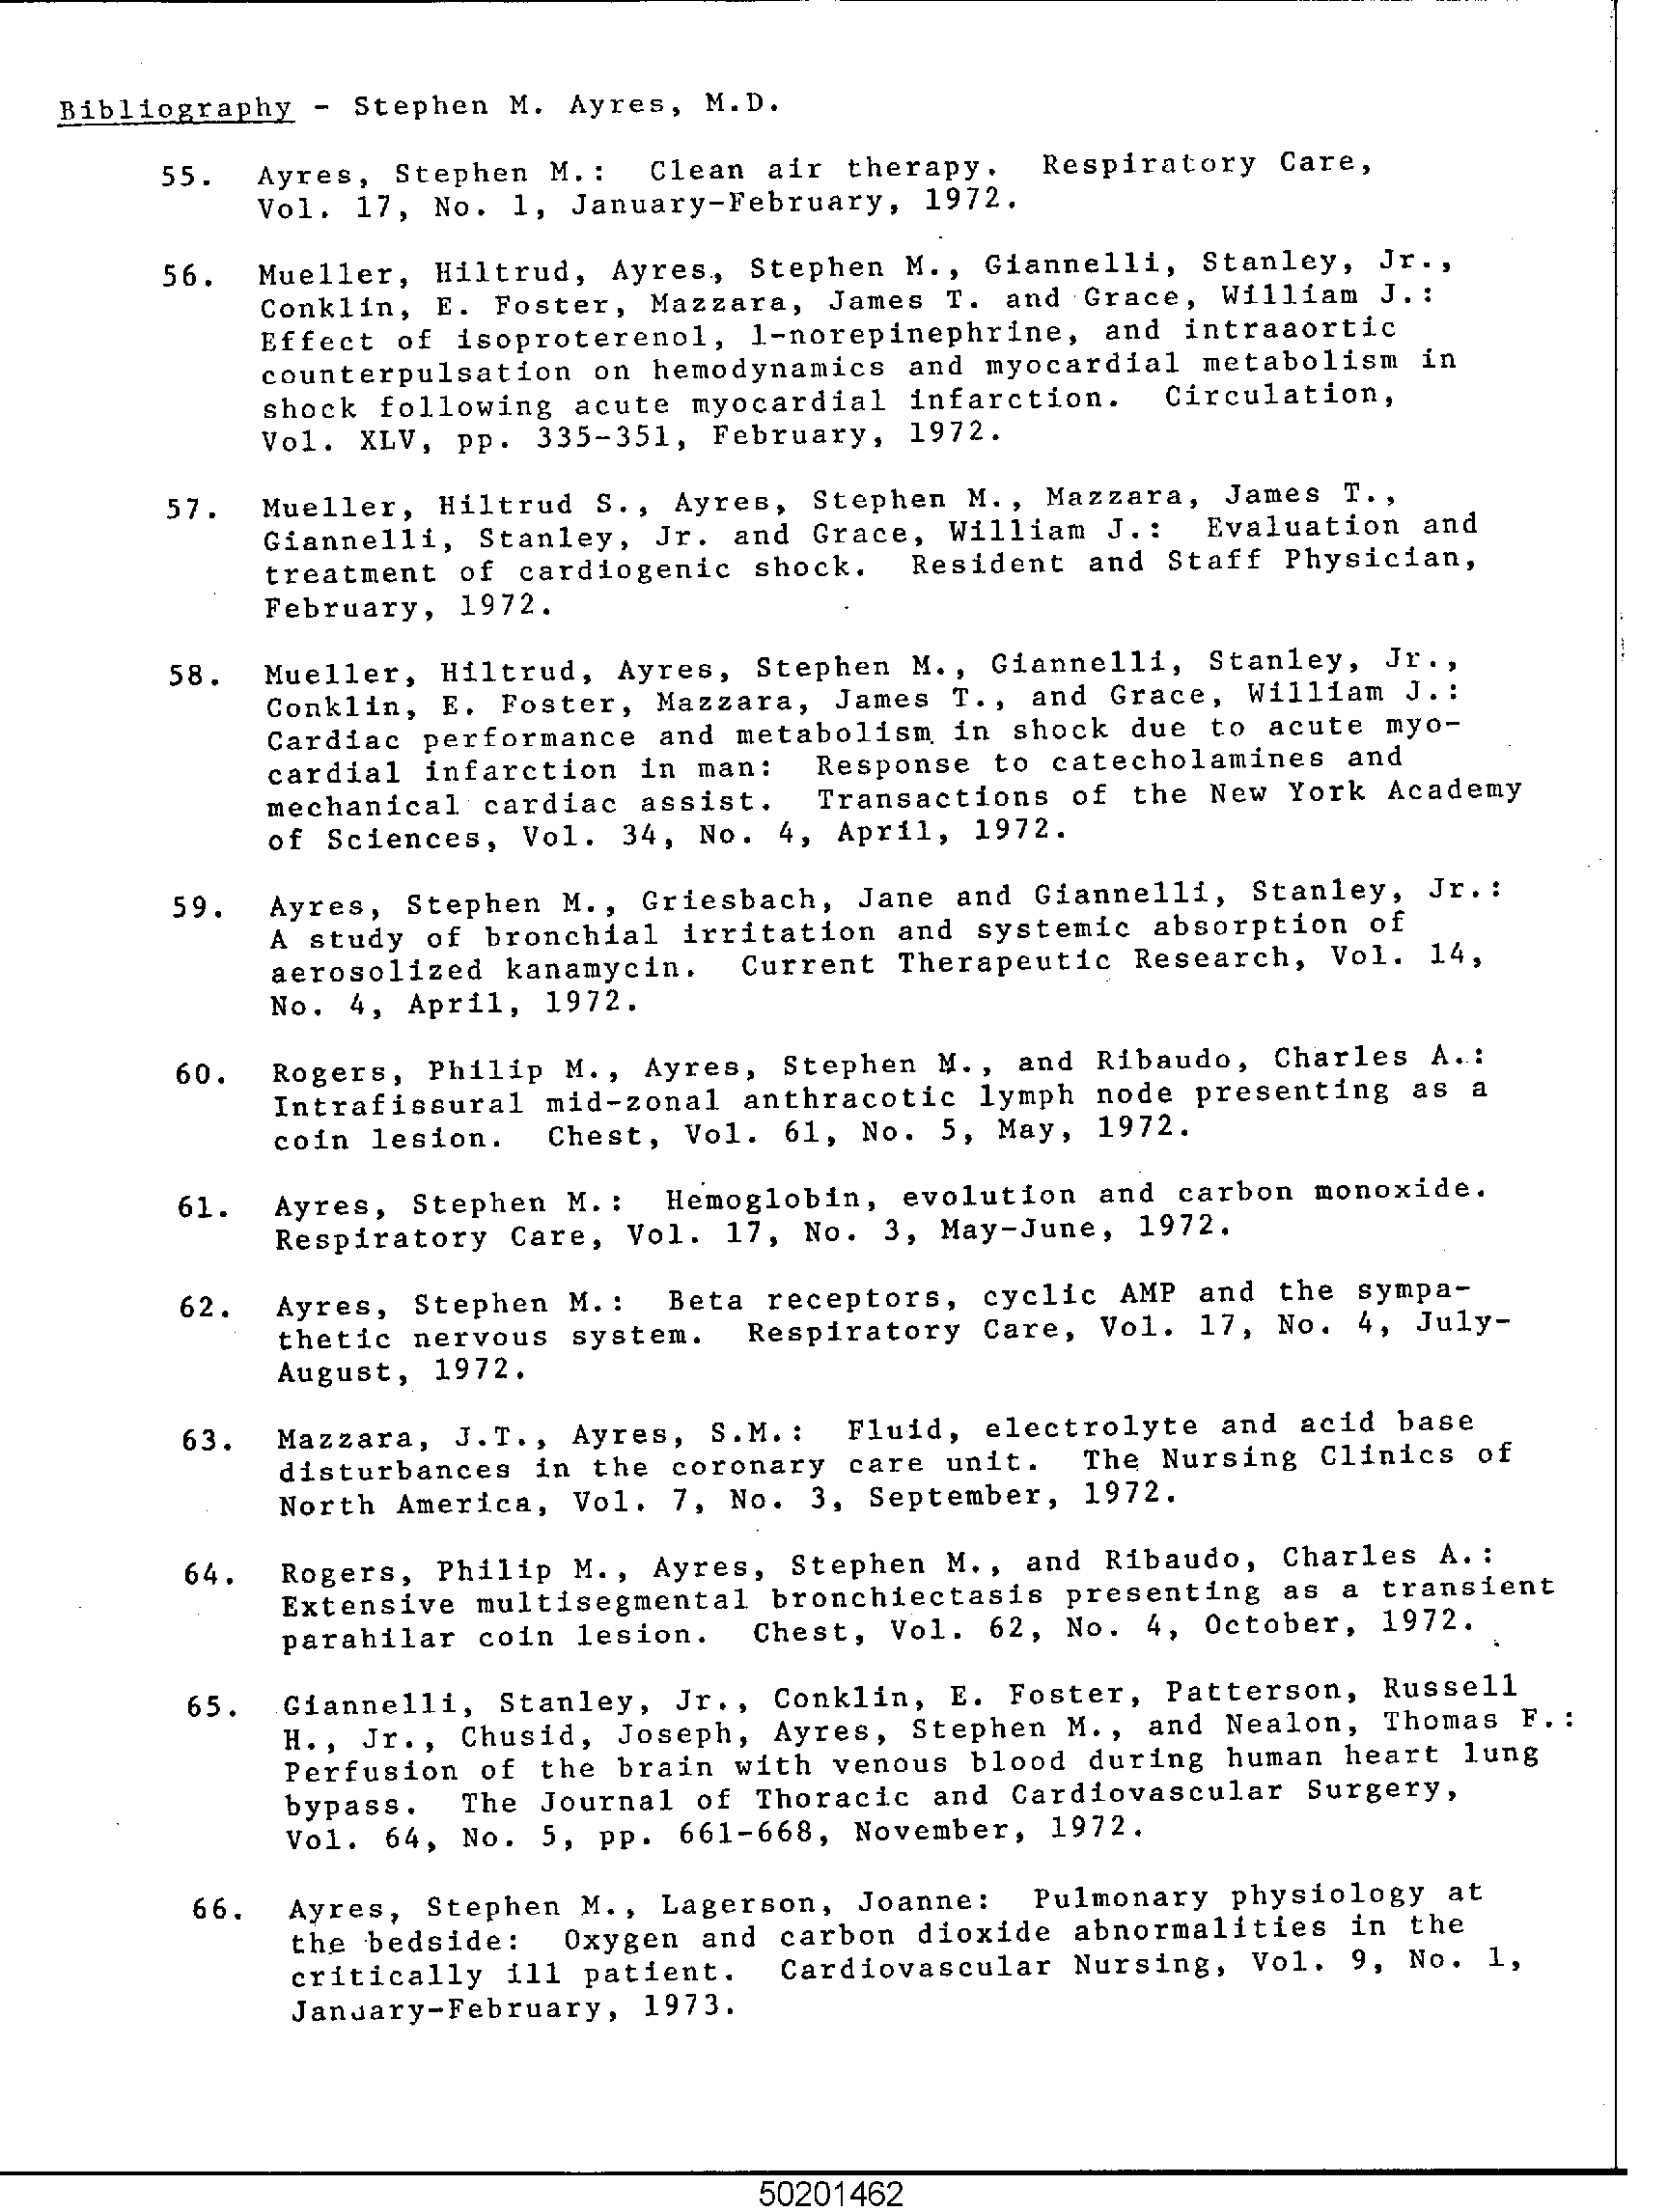 Bibliography - Stephen M. Ayres, M.D.
55. Ayres, Stephen M.: Clean air therapy. Respiratory Care,
Vol. 17, No. 1, January-February, 1972.
56. Mueller, Hiltrud, Ayres, Stephen M., Giannelli, Stanley, Jr.,
Conklin, E. Foster, Mazzara, James T. and Grace, William J.:
Effect of isoproterenol, l-norepinephrine, and intraaortic
counterpulsation on hemodynamics and myocardial metabolism in
shock following acute myocardial infarction. Circulation,
Vol. XLV, pp. 335-351, February, 1972.
57. Mueller, Hiltrud S., Ayres, Stephen M., Mazzara, James T.,
Giannelli, Stanley, Jr. and Grace, William J.: Evaluation and
treatment of cardiogenic shock. Resident and Staff Physician,
February, 1972.
58. Mueller, Hiltrud, Ayres, Stephen M., Giannelli, Stanley, Jr.,
Conklin, E. Foster, Mazzara, James T., and Grace, William J.:
Cardiac performance and metabolism in shock due to acute myo-
cardial infarction in man: Response to catecholamines and
mechanical cardiac assist. Transactions of the New York Academy
of Sciences, Vol. 34, No. 4, April, 1972.
59. Ayres, Stephen M., Griesbach, Jane and Giannelli, Stanley, Jr.:
A study of bronchial irritation and systemic absorption of
aerosolized kanamycin. Current Therapeutic Research, Vol. 14,
No. 4, April, 1972.
60. Rogers, Philip M., Ayres, Stephen M., and Ribaudo, Charles A.:
Intrafissural mid-zonal anthracotic lymph node presenting as a
coin lesion. Chest, Vol. 61, No. 5, May, 1972.
61. Ayres, Stephen M.: Hemoglobin, evolution and carbon monoxide.
Respiratory Care, Vol. 17, No. 3, May-June, 1972.
62. Ayres, Stephen M.: Beta receptors, cyclic AMP and the sympa-
thetic nervous system. Respiratory Care, Vol. 17, No. 4, July-
August, 1972.
63. Mazzara, J.T., Ayres, S.M.: Fluid, electrolyte and acid base
disturbances in the coronary care unit. The Nursing Clinics of
North America, Vol. 7, No. 3, September, 1972.
64. Rogers, Philip M., Ayres, Stephen M., and Ribaudo, Charles A.:
Extensive multisegmental bronchiectasis presenting as a transient
parahilar coin lesion. Chest, Vol. 62, No. 4, October, 1972.
65. Giannelli, Stanley, Jr., Conklin, E. Foster, Patterson, Russell
H., Jr., Chusid, Joseph, Ayres, Stephen M., and Nealon, Thomas F.:
Perfusion of the brain with venous blood during human heart lung
bypass. The Journal of Thoracic and Cardiovascular Surgery,
Vol. 64, No. 5, pp. 661-668, November, 1972.
66. Ayres, Stephen M., Lagerson, Joanne: Pulmonary physiology at
the bedside: Oxygen and carbon dioxide abnormalities in the
critically ill patient. Cardiovascular Nursing, Vol. 9, No. 1,
January-February, 1973.
50201462